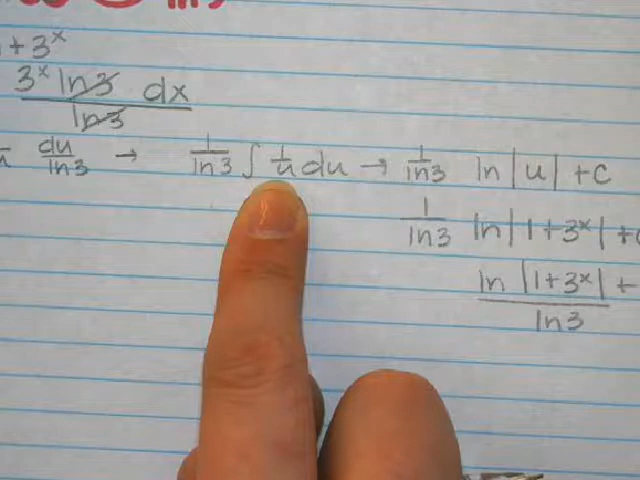 + 3^x
3^x ln3 dx
ln3
du/ln3 → 1/ln3 ∫ 1/u du → 1/ln3 ln|u| + c
1/ln3 ln|1+3^x| +
ln|1+3^x| +
ln3